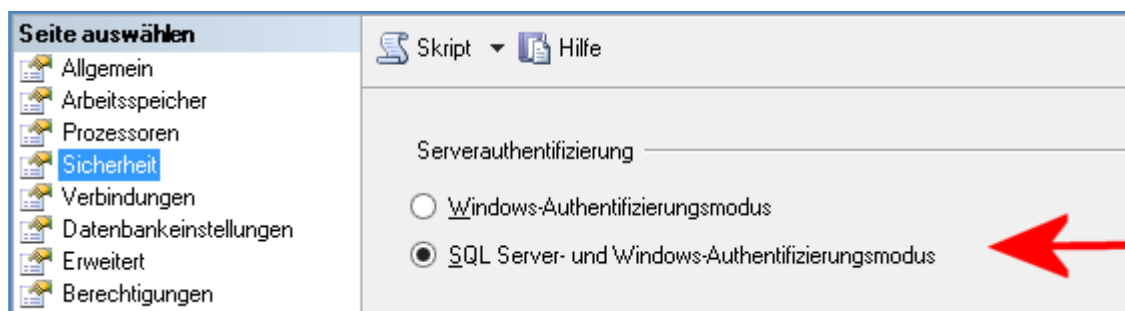 Seite auswählen
Allgemein
Arbeitsspeicher
Prozessoren
Sicherheit
Verbindungen
Datenbankeinstellungen
Erweitert
Berechtigungen
Skript Hilfe
Serverauthentifizierung
Windows-Authentifizierungsmodus
SQL Server- und Windows-Authentifizierungsmodus